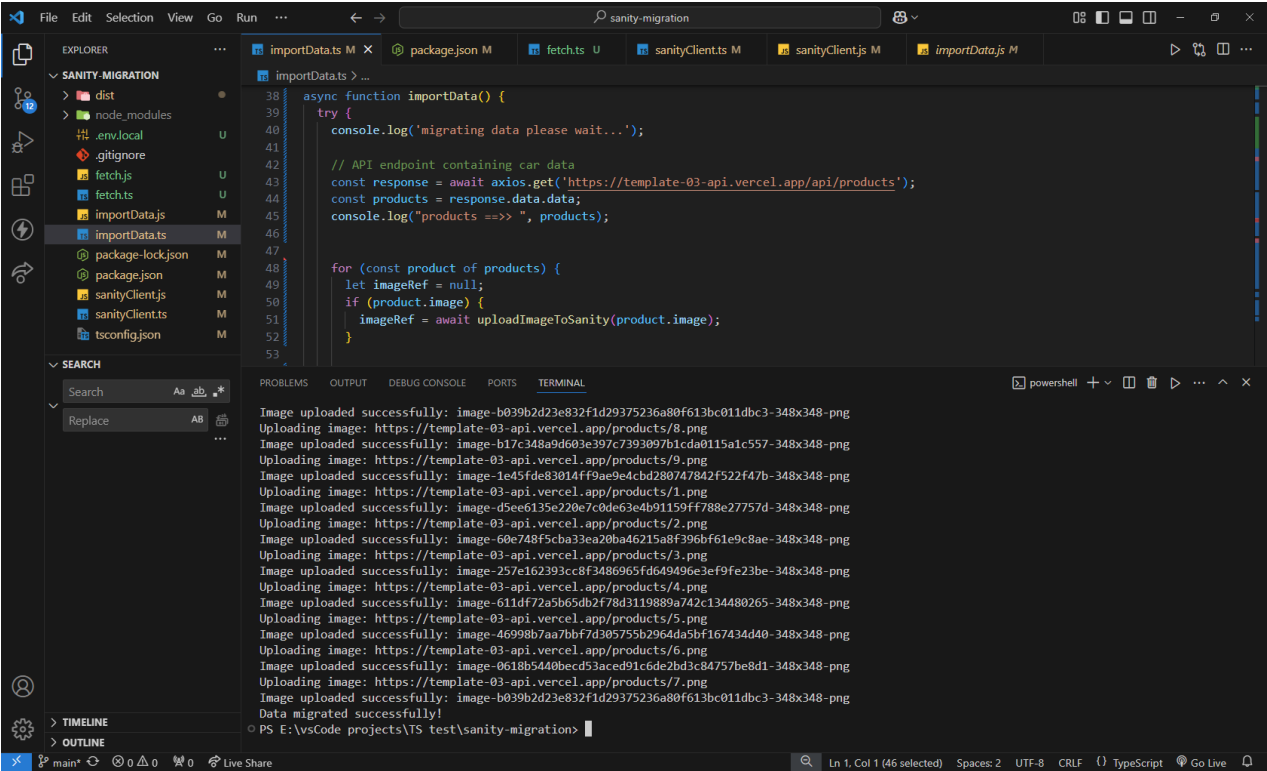 File Edit Selection View Go Run ··· sanity-migration
EXPLORER ···
SANITY-MIGRATION
dist
node_modules
.env.local U
.gitignore
JS fetch.js U
TS fetch.ts U
JS importData.js M
TS importData.ts M
package-lock.json M
package.json M
JS sanityClient.js M
TS sanityClient.ts M
tsconfig.json M
12
SEARCH
Search Aa ab .*
Replace AB
···
TIMELINE
OUTLINE
TS importData.ts M package.json M TS fetch.ts U TS sanityClient.ts M JS sanityClient.js M JS importData.js M ···
TS importData.ts > ...
38 async function importData() {
39 try {
40 console.log('migrating data please wait...');
41
42 // API endpoint containing car data
43 const response = await axios.get('https://template-03-api.vercel.app/api/products');
44 const products = response.data.data;
45 console.log("products ==>> ", products);
46
47
48 for (const product of products) {
49 let imageRef = null;
50 if (product.image) {
51 imageRef = await uploadImageToSanity(product.image);
52 }
53
PROBLEMS OUTPUT DEBUG CONSOLE PORTS TERMINAL powershell ···
Image uploaded successfully: image-b039b2d23e832f1d29375236a80f613bc011dbc3-348x348-png
Uploading image: https://template-03-api.vercel.app/products/8.png
Image uploaded successfully: image-b17c348a9d603e397c7393097b1cda0115a1c557-348x348-png
Uploading image: https://template-03-api.vercel.app/products/9.png
Image uploaded successfully: image-1e45fde83014ff9ae9e4cbd280747842f522f47b-348x348-png
Uploading image: https://template-03-api.vercel.app/products/1.png
Image uploaded successfully: image-d5ee6135e220e7c0de63e4b91159ff788e27757d-348x348-png
Uploading image: https://template-03-api.vercel.app/products/2.png
Image uploaded successfully: image-60e748f5cba33ea20ba46215a8f396bf61e9c8ae-348x348-png
Uploading image: https://template-03-api.vercel.app/products/3.png
Image uploaded successfully: image-257e162393cc8f3486965fd649496e3ef9fe23be-348x348-png
Uploading image: https://template-03-api.vercel.app/products/4.png
Image uploaded successfully: image-611df72a5b65db2f78d3119889a742c134480265-348x348-png
Uploading image: https://template-03-api.vercel.app/products/5.png
Image uploaded successfully: image-46998b7aa7bbf7d305755b2964da5bf167434d40-348x348-png
Uploading image: https://template-03-api.vercel.app/products/6.png
Image uploaded successfully: image-0618b5440becd53aced91c6de2bd3c84757be8d1-348x348-png
Uploading image: https://template-03-api.vercel.app/products/7.png
Image uploaded successfully: image-b039b2d23e832f1d29375236a80f613bc011dbc3-348x348-png
Data migrated successfully!
PS E:\vsCode projects\TS test\sanity-migration>
main* 0 0 0 Live Share Ln 1, Col 1 (46 selected) Spaces: 2 UTF-8 CRLF {} TypeScript Go Live